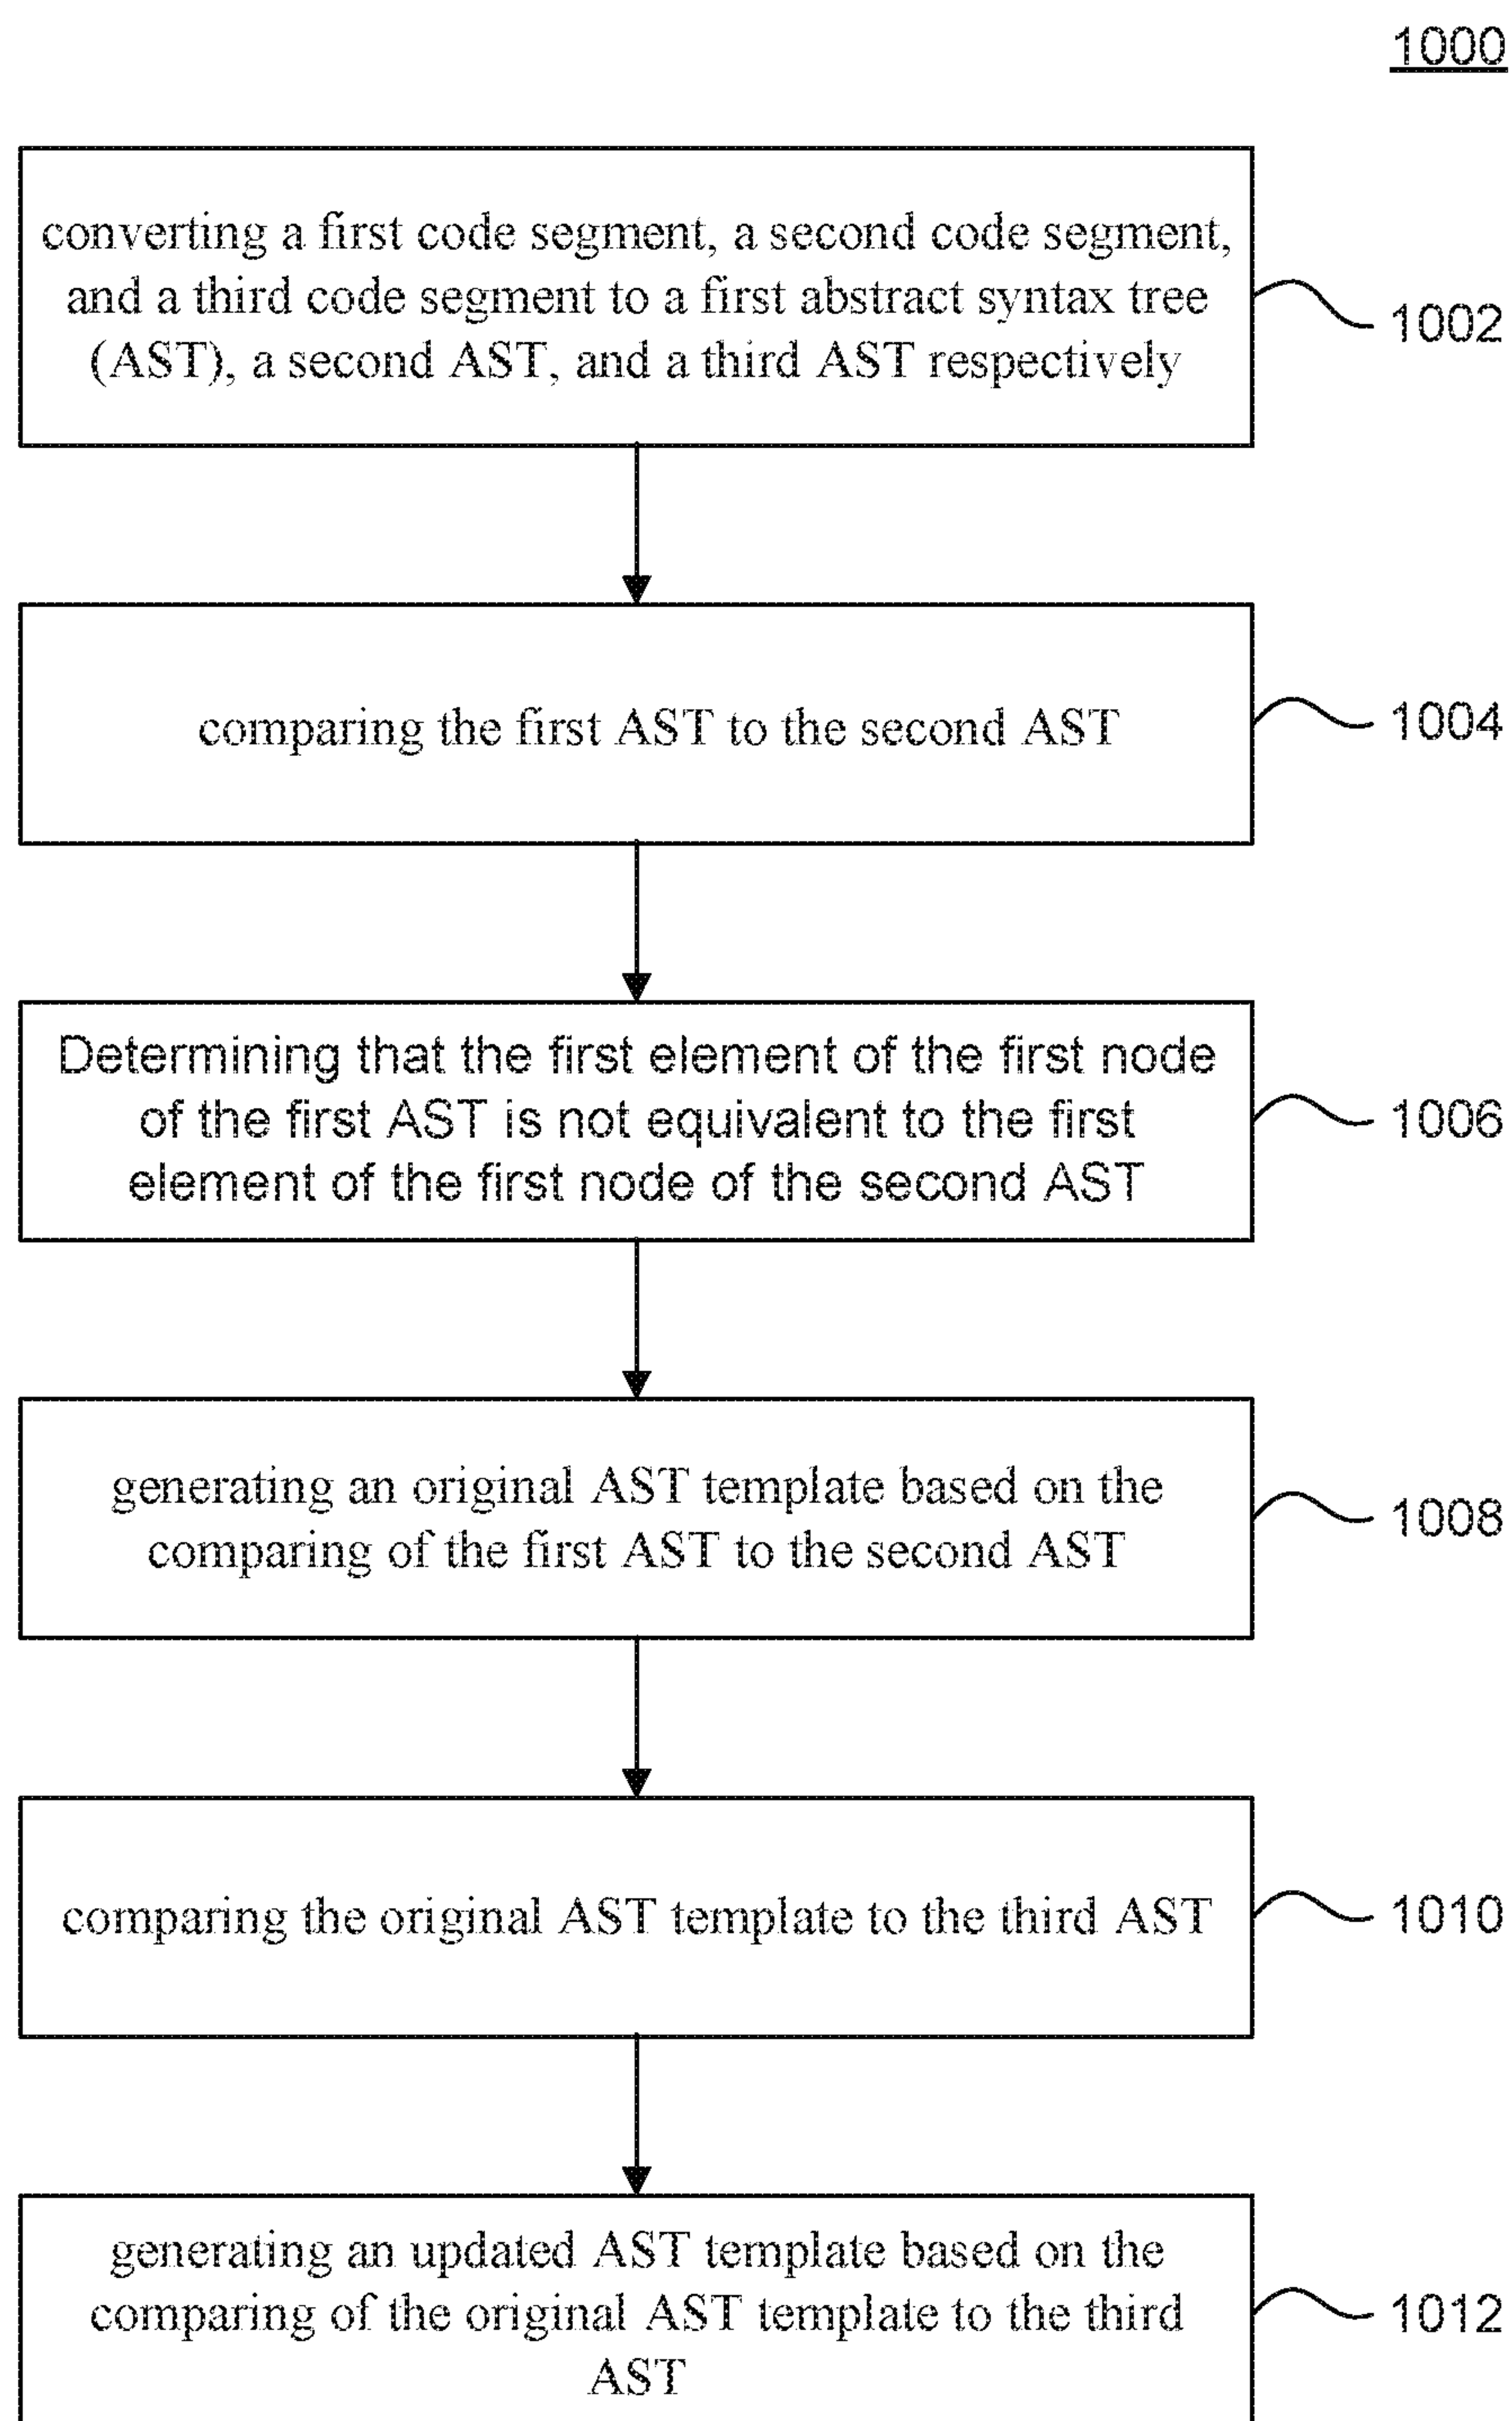 1000
converting a first code segment, a second code segment,
and a third code segment to a first abstract syntax tree
(AST), a second AST, and a third AST respectively
1002
comparing the first AST to the second AST
1004
Determining that the first element of the first node
of the first AST is not equivalent to the first
element of the first node of the second AST
1006
generating an original AST template based on the
comparing of the first AST to the second AST
1008
comparing the original AST template to the third AST
1010
generating an updated AST template based on the
comparing of the original AST template to the third
AST
1012